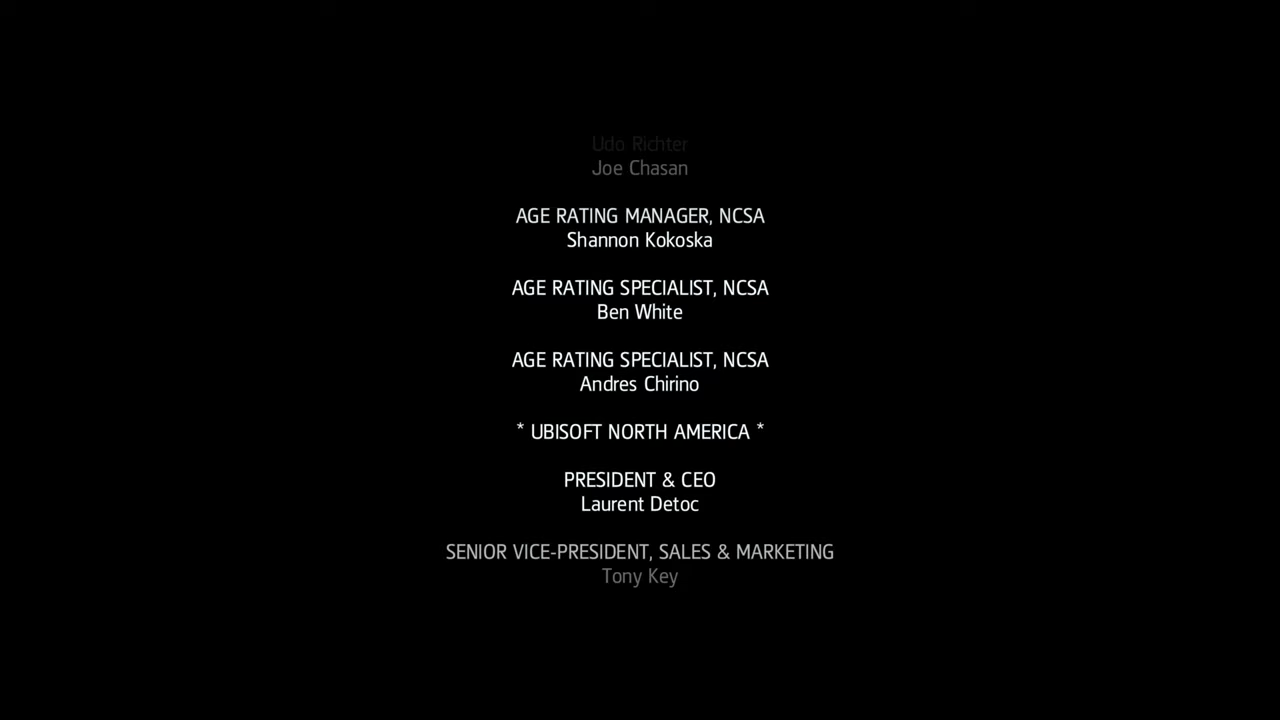 Udo Richter
Joe Chasan
AGE RATING MANAGER, NCSA
Shannon Kokoska
AGE RATING SPECIALIST, NCSA
Ben White
AGE RATING SPECIALIST, NCSA
Andres Chirino
* UBISOFT NORTH AMERICA *
PRESIDENT & CEO
Laurent Detoc
SENIOR VICE-PRESIDENT, SALES & MARKETING
Tony Key